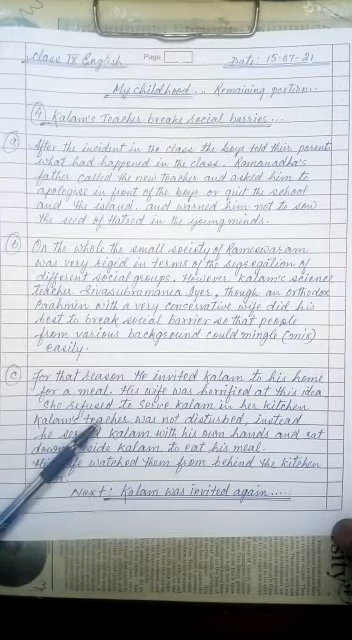 Class IX English Page Date: 15-07-21
My childhood... Remaining portion...
4 Kalam's Teacher breaks Social barrier...
a After the incident in the class the boys told their parents
what had happened in the class. Ramanadha's
father called the new teacher and asked him to
apologise in front of the boys or quit the school
and the island. and warned him not to sow
the seed of Hatred in the young minds.
b On the whole the small society of Rameswaram
was very rigid in terms of the segregation of
different social groups. However Kalam's science
teacher Sivasubramania Iyer, though an orthodox
Brahmin with a very conservative wife did his
best to break social barrier so that people
from various background could mingle (mix)
easily.
c For that reason He invited Kalam to his home
for a meal. His wife was horrified at this idea
She refused to serve Kalam in her kitchen
Kalam's teacher was not disturbed, instead
he Kalam with his own hands and sat
Kalam to eat his meal.
watched them from behind the kitchen
Next: Kalam was invited again.....